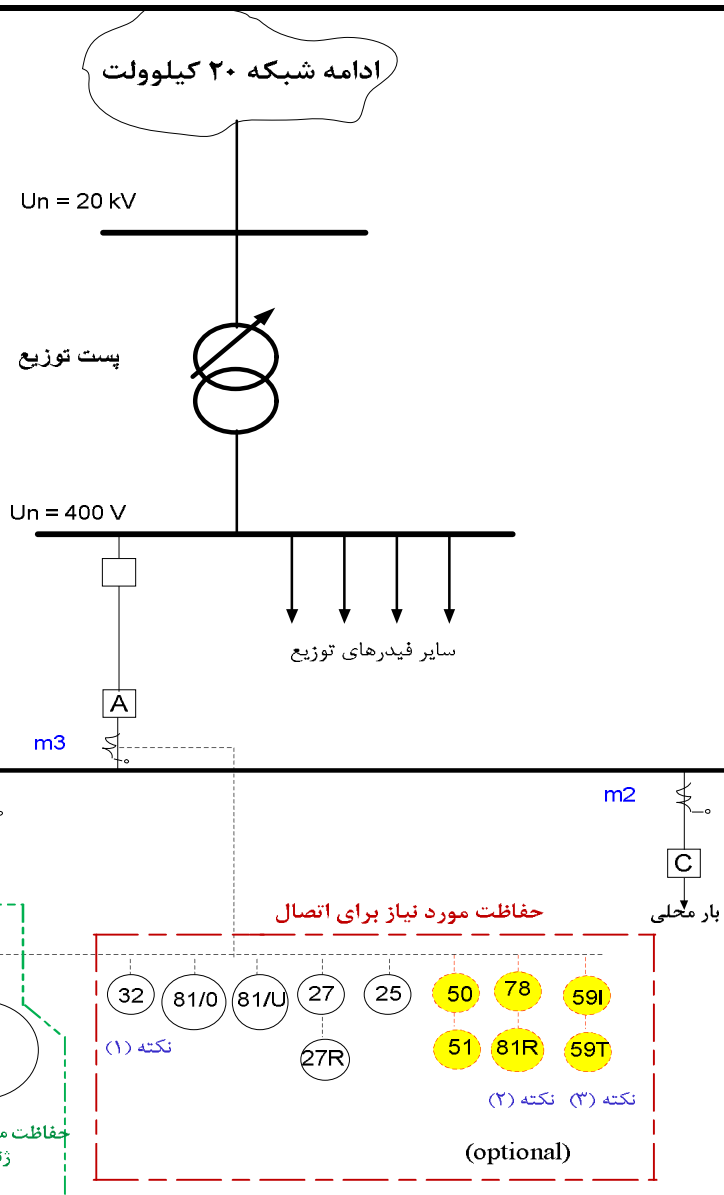 ادامه شبکه ۲۰ کیلوولت
Un = 20 kV
پست توزیع
Un = 400 V
سایر فیدرهای توزیع
A
m3
m2
C
بار محلی
حفاظت مورد نیاز برای اتصال
32
81/0
81/U
27
25
50
78
59I
27R
51
81R
59T
نکته (۱)
نکته (۲)
نکته (۳)
(optional)
حفاظت